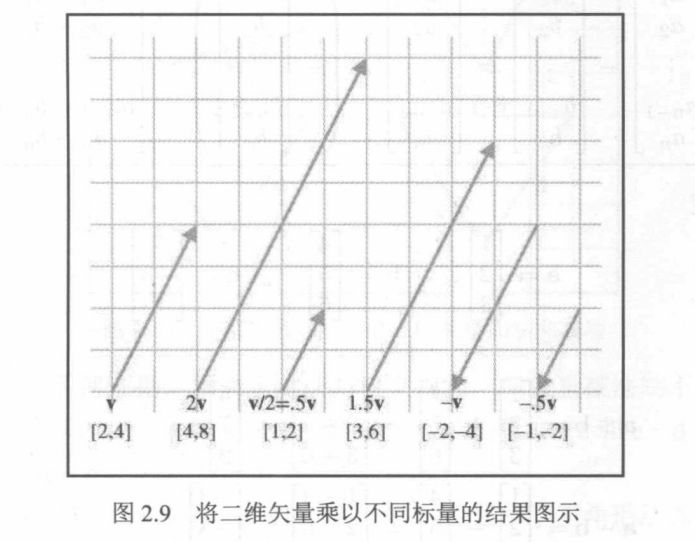 v 2v v/2=.5v 1.5v –v –.5v
[2,4] [4,8] [1,2] [3,6] [–2,–4] [–1,–2]
图 2.9 将二维矢量乘以不同标量的结果图示